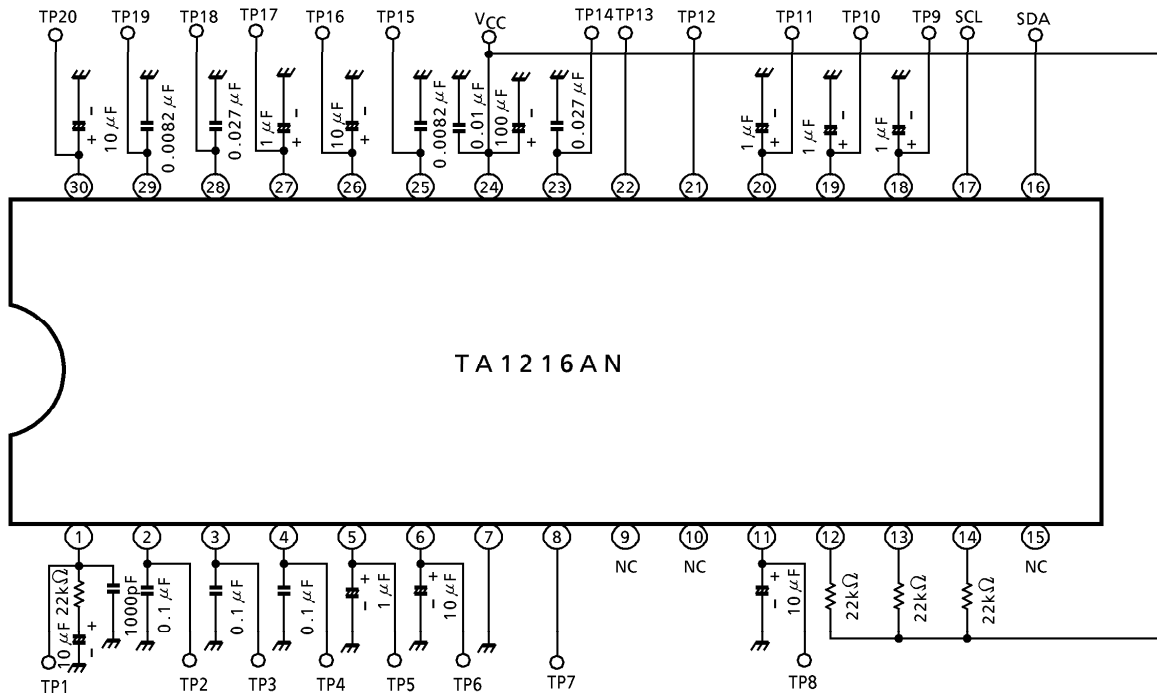 TP20 TP19 TP18 TP17 TP16 TP15 VCC TP14 TP13 TP12 TP11 TP10 TP9 SCL SDA
- - - - - - -
10 μF 0.0082 μF 0.027 μF 1 μF 10 μF 0.0082 μF 0.01 μF 100 μF 0.027 μF 1 μF 1 μF 1 μF
+ + + + + + +
30 29 28 27 26 25 24 23 22 21 20 19 18 17 16
TA1216AN
1 2 3 4 5 6 7 8 9 10 11 12 13 14 15
NC NC NC
+ + + +
22kΩ 1000pF 0.1 μF 0.1 μF 0.1 μF 1 μF 10 μF 10 μF 22kΩ 22kΩ 22kΩ
- - - -
10 μF
TP1 TP2 TP3 TP4 TP5 TP6 TP7 TP8